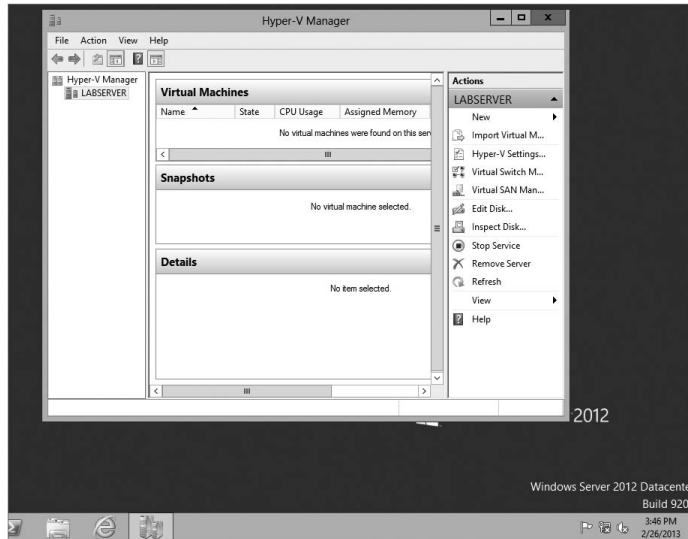 Hyper-V Manager
File Action View Help
Hyper-V Manager
LABSERVER
Virtual Machines
Name State CPU Usage Assigned Memory
No virtual machines were found on this serv
Snapshots
No virtual machine selected.
Details
No item selected.
Actions
LABSERVER
New
Import Virtual M...
Hyper-V Settings...
Virtual Switch M...
Virtual SAN Man...
Edit Disk...
Inspect Disk...
Stop Service
Remove Server
Refresh
View
Help
2012
Windows Server 2012 Datacente
Build 920
3:46 PM
2/26/2013